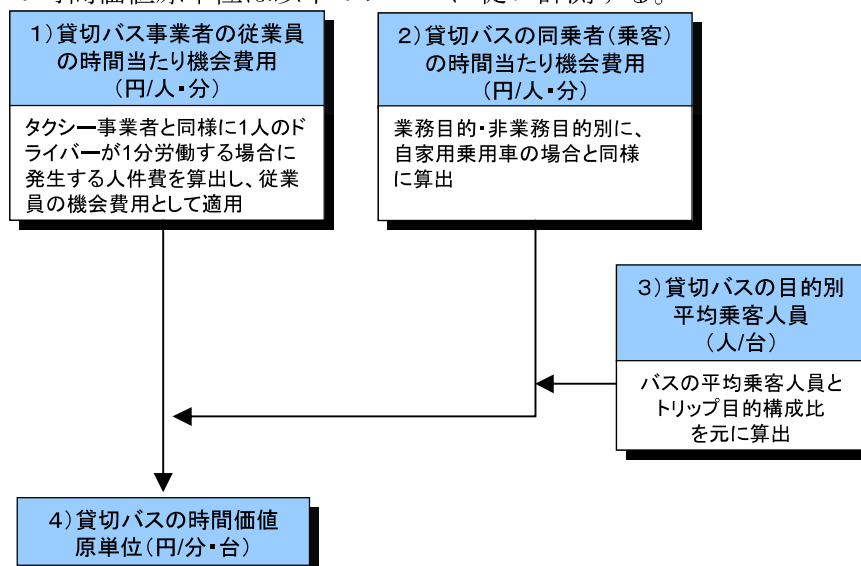 1)貸切バス事業者の従業員
の時間当たり機会費用
(円/人・分)
タクシー事業者と同様に1人のド
ライバーが1分労働する場合に
発生する人件費を算出し、従業
員の機会費用として適用
2)貸切バスの同乗者(乗客)
の時間当たり機会費用
(円/人・分)
業務目的・非業務目的別に、
自家用乗用車の場合と同様
に算出
3)貸切バスの目的別
平均乗客人員
(人/台)
バスの平均乗客人員と
トリップ目的構成比
を元に算出
4)貸切バスの時間価値
原単位(円/分・台)